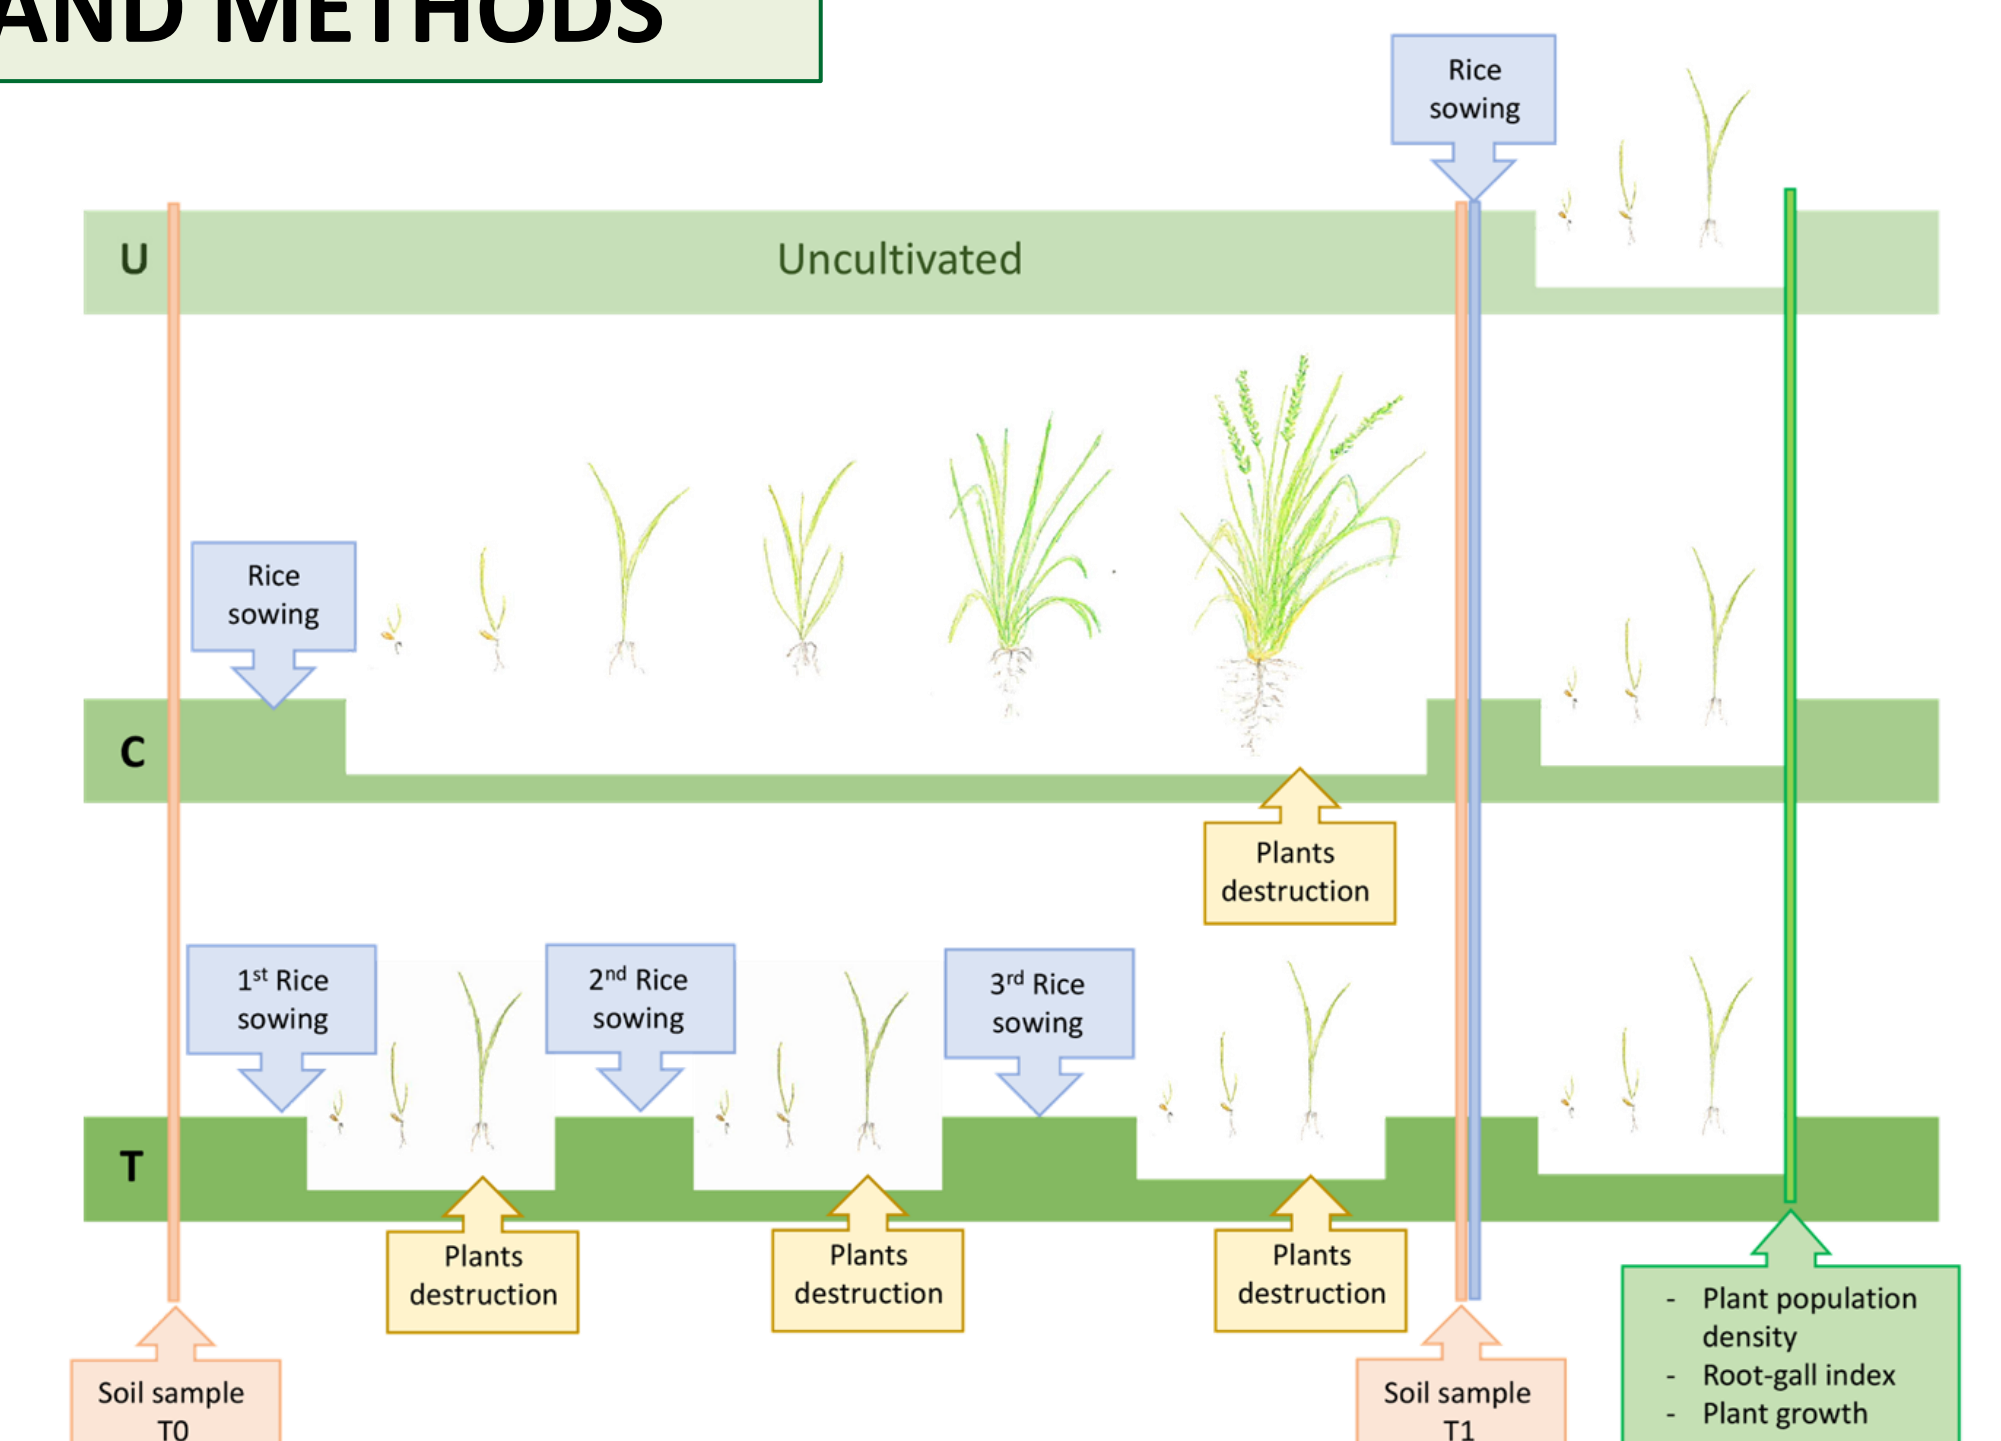 AND METHODS
Rice
sowing
U
Uncultivated
Rice
sowing
C
Plants
destruction
1st Rice
sowing
2nd Rice
sowing
3rd Rice
sowing
T
Plants
destruction
Plants
destruction
Plants
destruction
Soil sample
T0
Soil sample
T1
- Plant population
density
- Root-gall index
- Plant growth